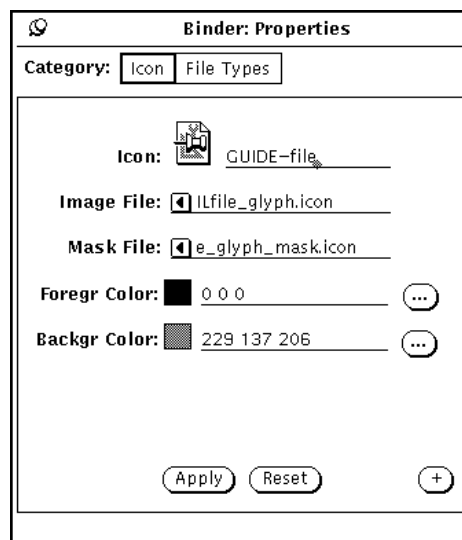 Binder: Properties
Category: Icon File Types
Icon: GUIDE–file
Image File: ILfile_glyph.icon
Mask File: e_glyph_mask.icon
Foregr Color: 0 0 0 ...
Backgr Color: 229 137 206 ...
Apply Reset +